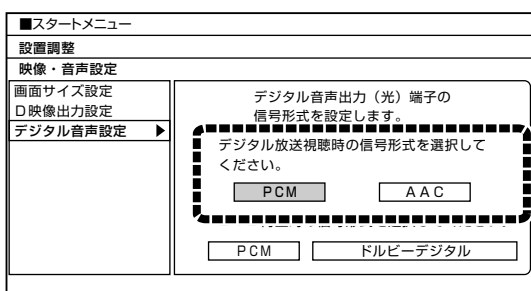 ■スタートメニュー
設置調整
映像・音声設定
画面サイズ設定
D映像出力設定
デジタル音声設定 ▶
デジタル音声出力(光)端子の
信号形式を設定します。
デジタル放送視聴時の信号形式を選択して
ください。
PCM AAC
PCM ドルビーデジタル